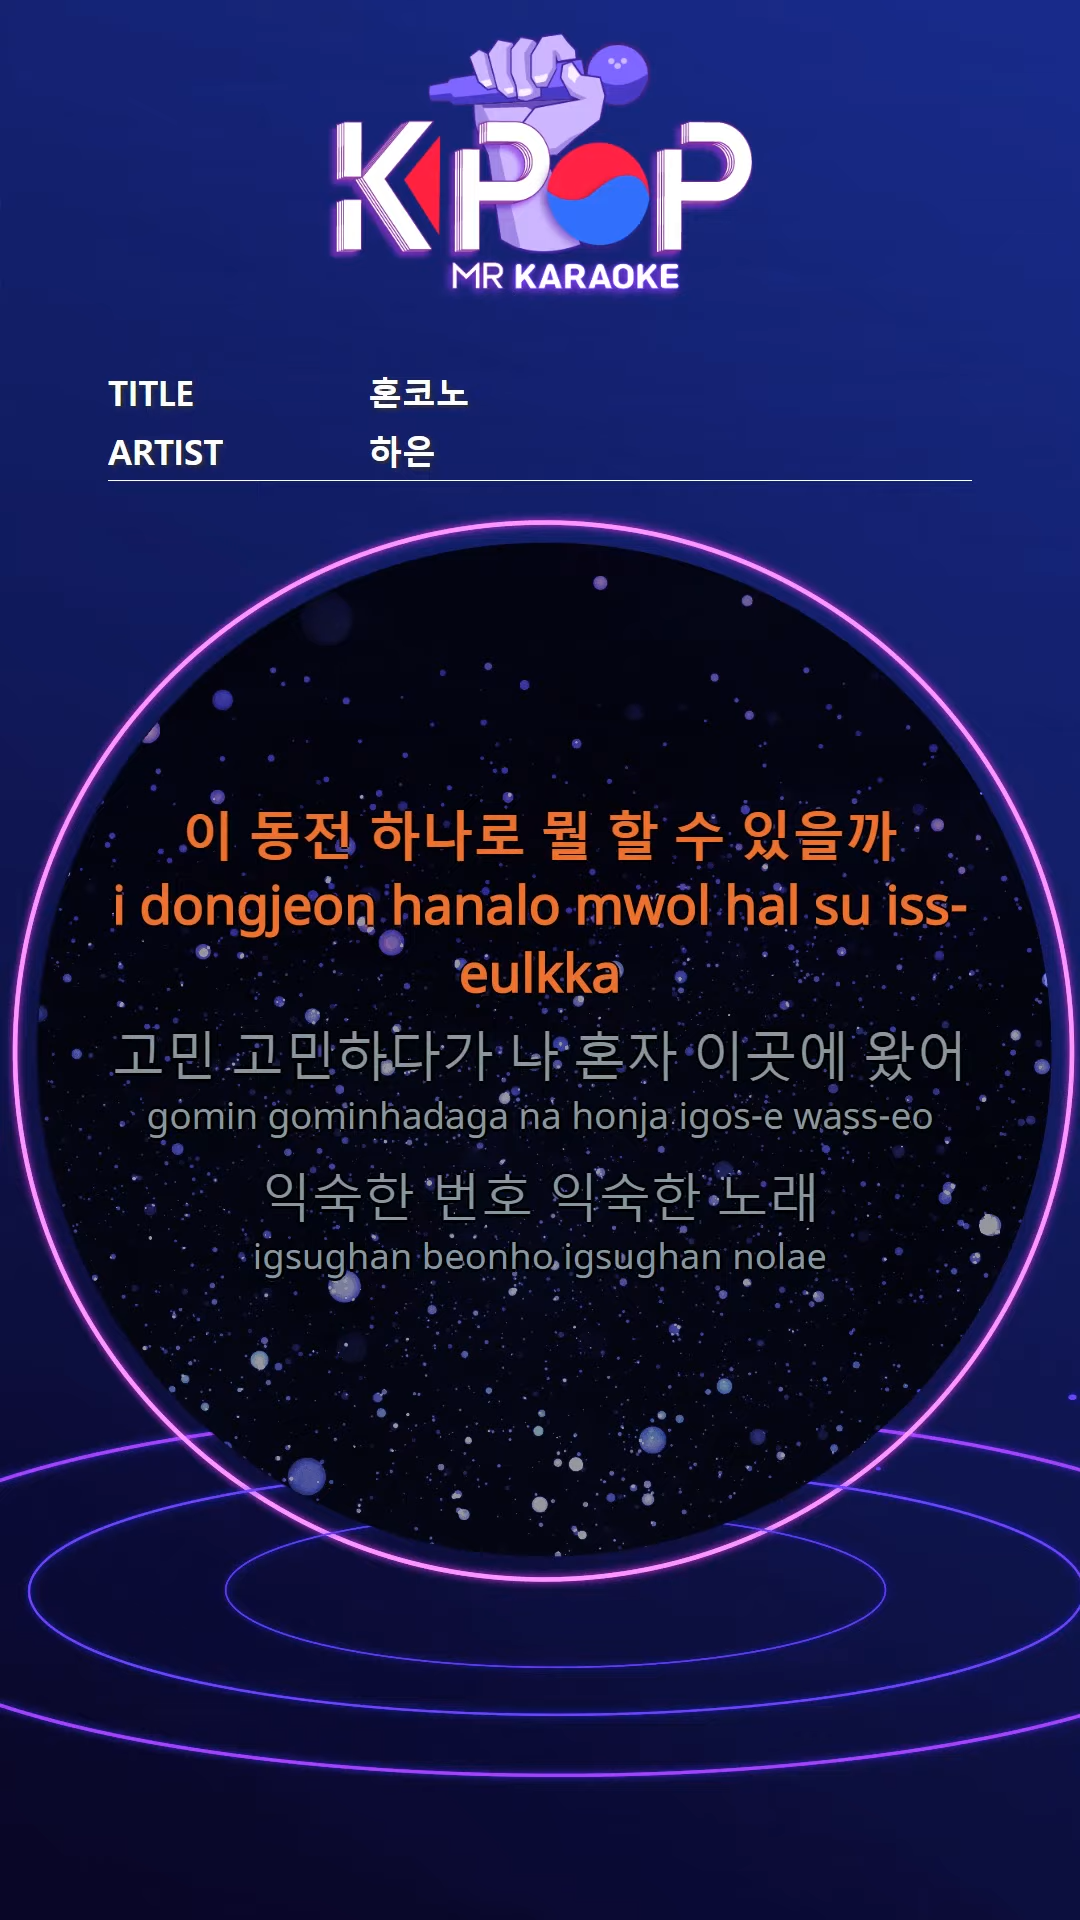 KPOP
MR KARAOKE
TITLE 혼코노
ARTIST 하은
이 동전 하나로 뭘 할 수 있을까
i dongjeon hanalo mwol hal su iss-
eulkka
고민 고민하다가 나 혼자 이곳에 왔어
gomin gominhadaga na honja igos-e wass-eo
익숙한 번호 익숙한 노래
igsughan beonho igsughan nolae